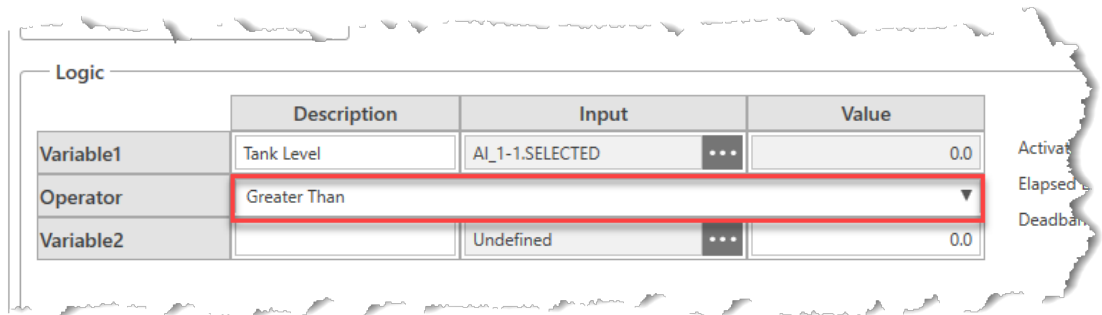 Logic
Description Input Value
Variable1 Tank Level AI_1-1.SELECTED ... 0.0
Operator Greater Than
Variable2 Undefined ... 0.0
Elapsed